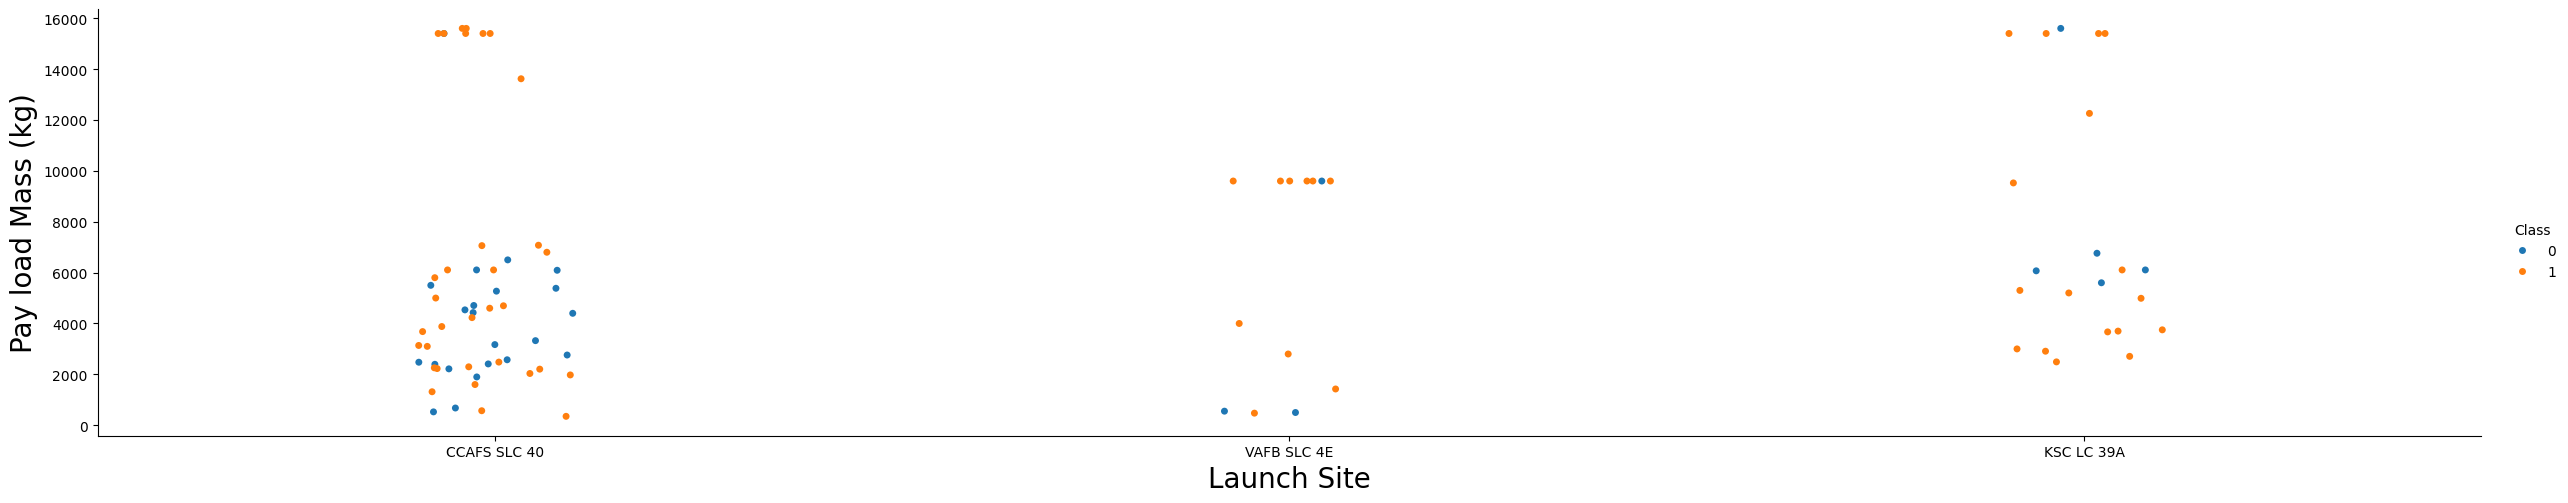 Pay load Mass (kg)
16000
14000
12000
10000
8000
6000
4000
2000
0
CCAFS SLC 40
VAFB SLC 4E
KSC LC 39A
Launch Site
Class
0
1